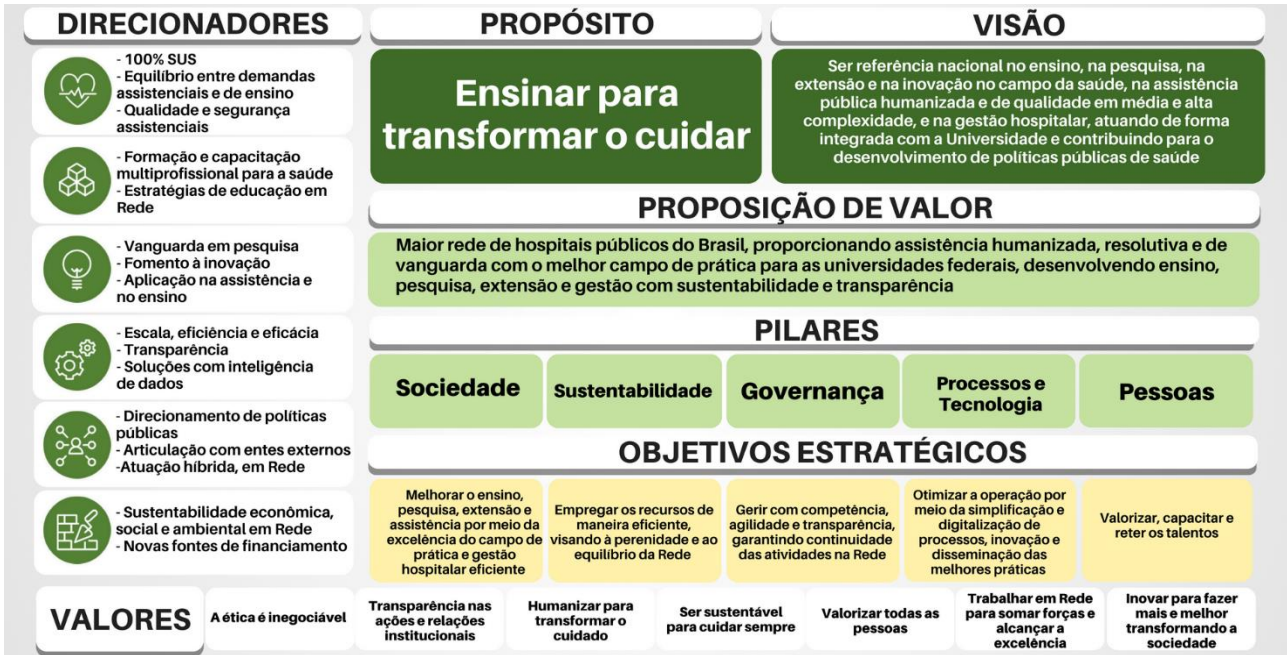 DIRECIONADORES
- 100% SUS
- Equilíbrio entre demandas
assistenciais e de ensino
- Qualidade e segurança
assistenciais
- Formação e capacitação
multiprofissional para a saúde
- Estratégias de educação em
Rede
- Vanguarda em pesquisa
- Fomento à inovação
- Aplicação na assistência e
no ensino
- Escala, eficiência e eficácia
- Transparência
- Soluções com inteligência
de dados
- Direcionamento de políticas
públicas
- Articulação com entes externos
-Atuação híbrida, em Rede
- Sustentabilidade econômica,
social e ambiental em Rede
- Novas fontes de financiamento
PROPÓSITO
Ensinar para
transformar o cuidar
VISÃO
Ser referência nacional no ensino, na pesquisa, na
extensão e na inovação no campo da saúde, na assistência
pública humanizada e de qualidade em média e alta
complexidade, e na gestão hospitalar, atuando de forma
integrada com a Universidade e contribuindo para o
desenvolvimento de políticas públicas de saúde
PROPOSIÇÃO DE VALOR
Maior rede de hospitais públicos do Brasil, proporcionando assistência humanizada, resolutiva e de
vanguarda com o melhor campo de prática para as universidades federais, desenvolvendo ensino,
pesquisa, extensão e gestão com sustentabilidade e transparência
PILARES
Sociedade
Sustentabilidade
Governança
Processos e
Tecnologia
Pessoas
OBJETIVOS ESTRATÉGICOS
Melhorar o ensino,
pesquisa, extensão e
assistência por meio da
excelência do campo de
prática e gestão
hospitalar eficiente
Empregar os recursos de
maneira eficiente,
visando à perenidade e ao
equilíbrio da Rede
Gerir com competência,
agilidade e transparência,
garantindo continuidade
das atividades na Rede
Otimizar a operação por
meio da simplificação e
digitalização de
processos, inovação e
disseminação das
melhores práticas
Valorizar, capacitar e
reter os talentos
VALORES
A ética é inegociável
Transparência nas
ações e relações
institucionais
Humanizar para
transformar o
cuidado
Ser sustentável
para cuidar sempre
Valorizar todas as
pessoas
Trabalhar em Rede
para somar forças e
alcançar a
excelência
Inovar para fazer
mais e melhor
transformando a
sociedade